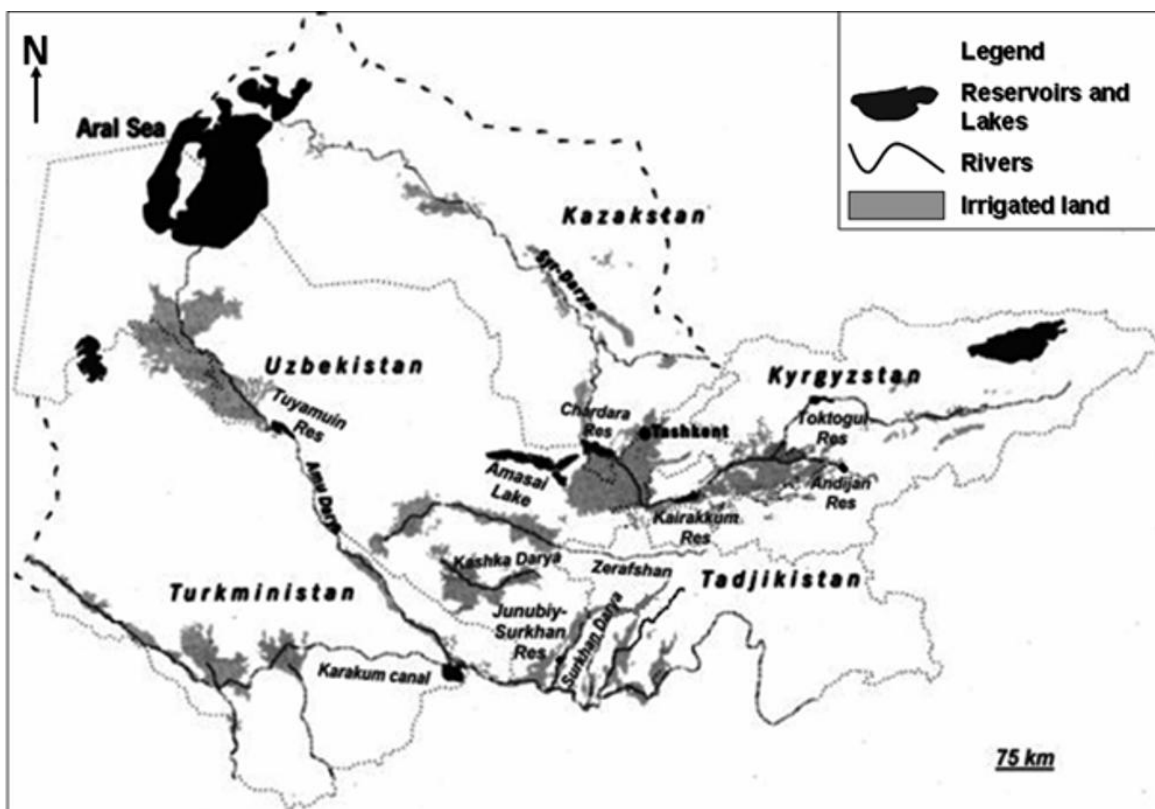 N
Legend
Reservoirs and
Lakes
Rivers
Irrigated land
Aral Sea
Kazakstan
Syr-Darya
Uzbekistan
Kyrgyzstan
Tuyamuin
Res
Chardara
Res
Tashkent
Toktogul
Res
Amasai
Lake
Andijan
Res
Amu Darya
Kairakkum
Res
Kashka Darya
Zerafshan
Turkministan
Tadjikistan
Junubiy-
Surkhan
Res
Surkhan Darya
Karakum canal
75 km